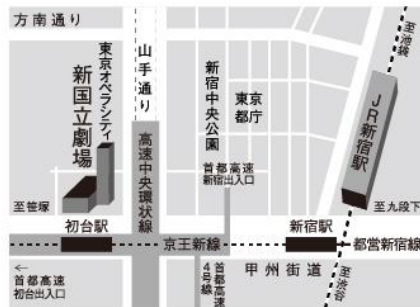 方南通り
至池袋
山手通り
東京オペラシティ
新国立劇場
新宿中央公園
東京
都庁
JR新宿駅
高速中央環状線
首都高速
新宿出入口
至笹塚
至九段下
初台駅
新宿駅
京王新線
都営新宿線
←
首都高速
初台出入口
首都高速
4号線
甲州街道
至渋谷